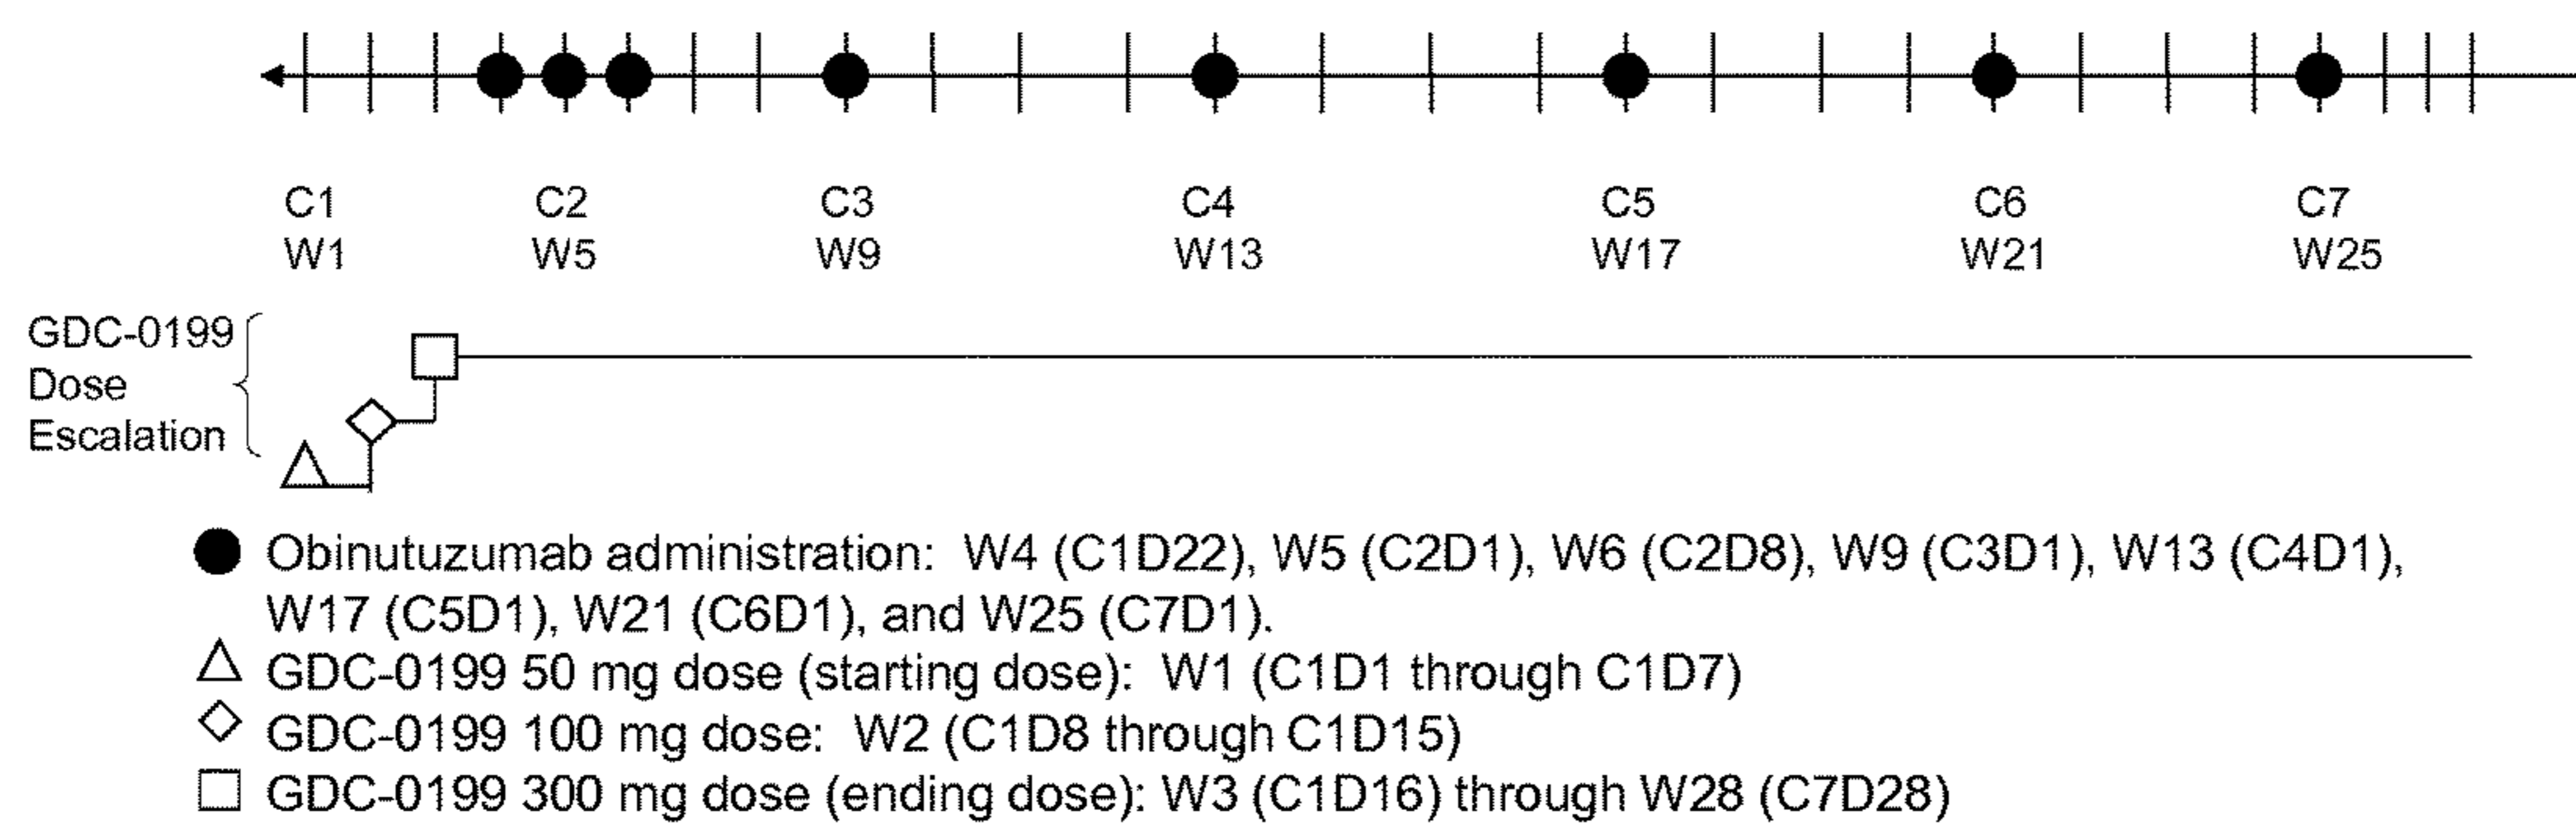 C1 C2 C3 C4 C5 C6 C7
W1 W5 W9 W13 W17 W21 W25
GDC-0199
Dose
Escalation
Obinutuzumab administration: W4 (C1D22), W5 (C2D1), W6 (C2D8), W9 (C3D1), W13 (C4D1),
W17 (C5D1), W21 (C6D1), and W25 (C7D1).
GDC-0199 50 mg dose (starting dose): W1 (C1D1 through C1D7)
GDC-0199 100 mg dose: W2 (C1D8 through C1D15)
GDC-0199 300 mg dose (ending dose): W3 (C1D16) through W28 (C7D28)